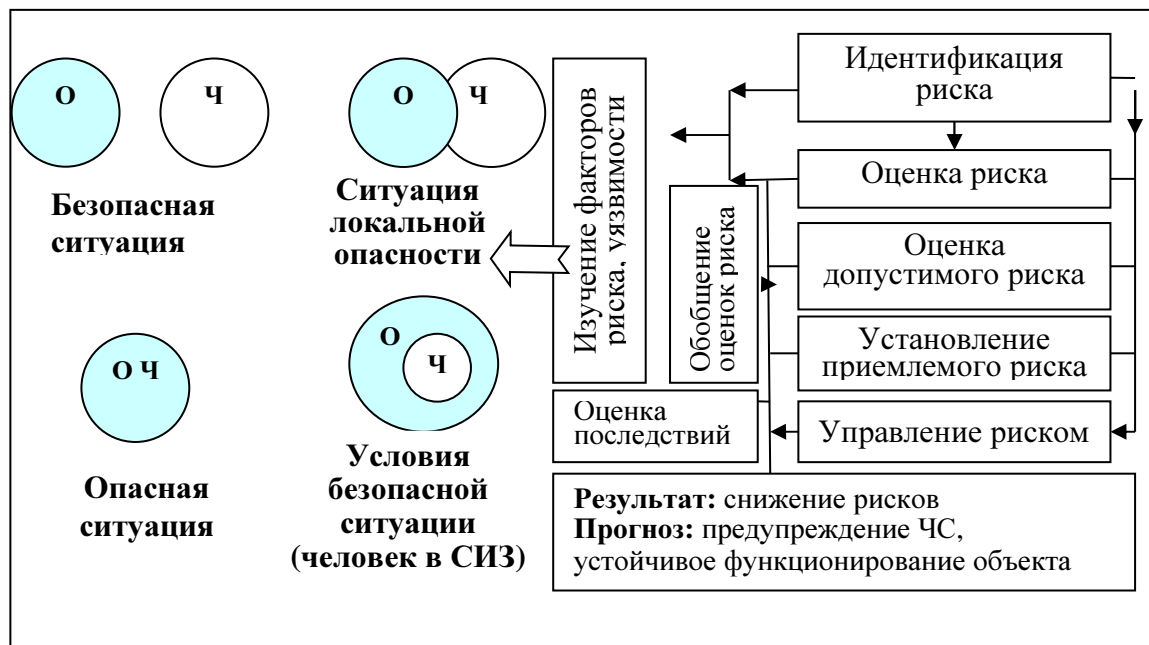 О
Ч
Безопасная
ситуация
О
Ч
Ситуация
локальной
опасности
О Ч
Опасная
ситуация
О
Ч
Условия
безопасной
ситуации
(человек в СИЗ)
Изучение факторов
риска, уязвимости
Обобщение
оценок риска
Идентификация
риска
Оценка риска
Оценка
допустимого риска
Установление
приемлемого риска
Управление риском
Оценка
последствий
Результат: снижение рисков
Прогноз: предупреждение ЧС,
устойчивое функционирование объекта